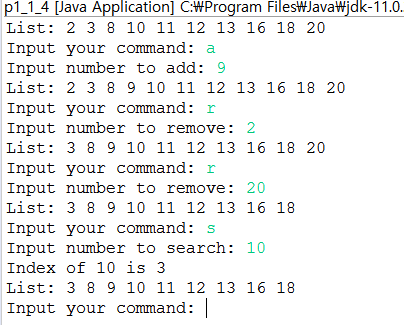 p1_1_4 [Java Application] C:₩Program Files₩Java₩jdk-11.0.
List: 2 3 8 10 11 12 13 16 18 20
Input your command: a
Input number to add: 9
List: 2 3 8 9 10 11 12 13 16 18 20
Input your command: r
Input number to remove: 2
List: 3 8 9 10 11 12 13 16 18 20
Input your command: r
Input number to remove: 20
List: 3 8 9 10 11 12 13 16 18
Input your command: s
Input number to search: 10
Index of 10 is 3
List: 3 8 9 10 11 12 13 16 18
Input your command: